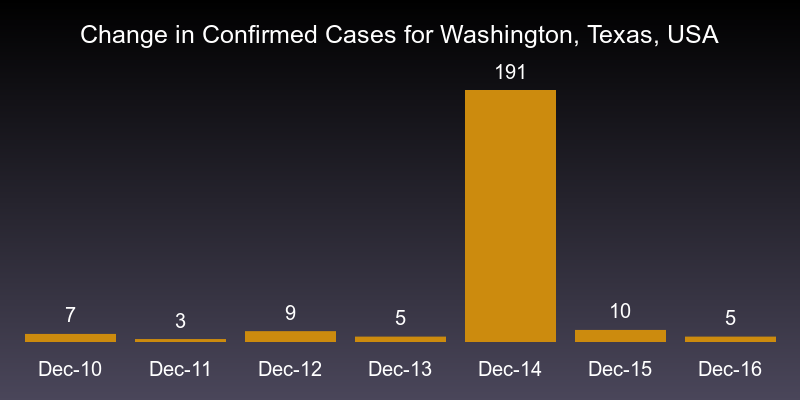 Change in Confirmed Cases for Washington, Texas, USA
191
7
3
9
5
10
5
Dec-10
Dec-11
Dec-12
Dec-13
Dec-14
Dec-15
Dec-16